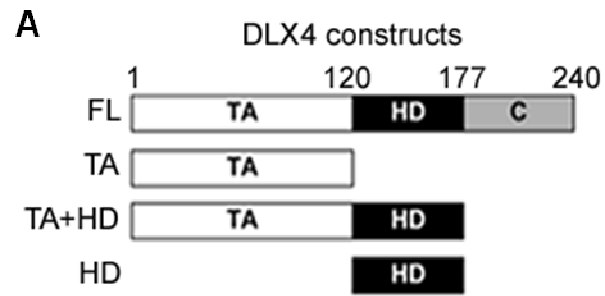 A
DLX4 constructs
1 120 177 240
FL TA HD C
TA TA
TA+HD TA HD
HD HD